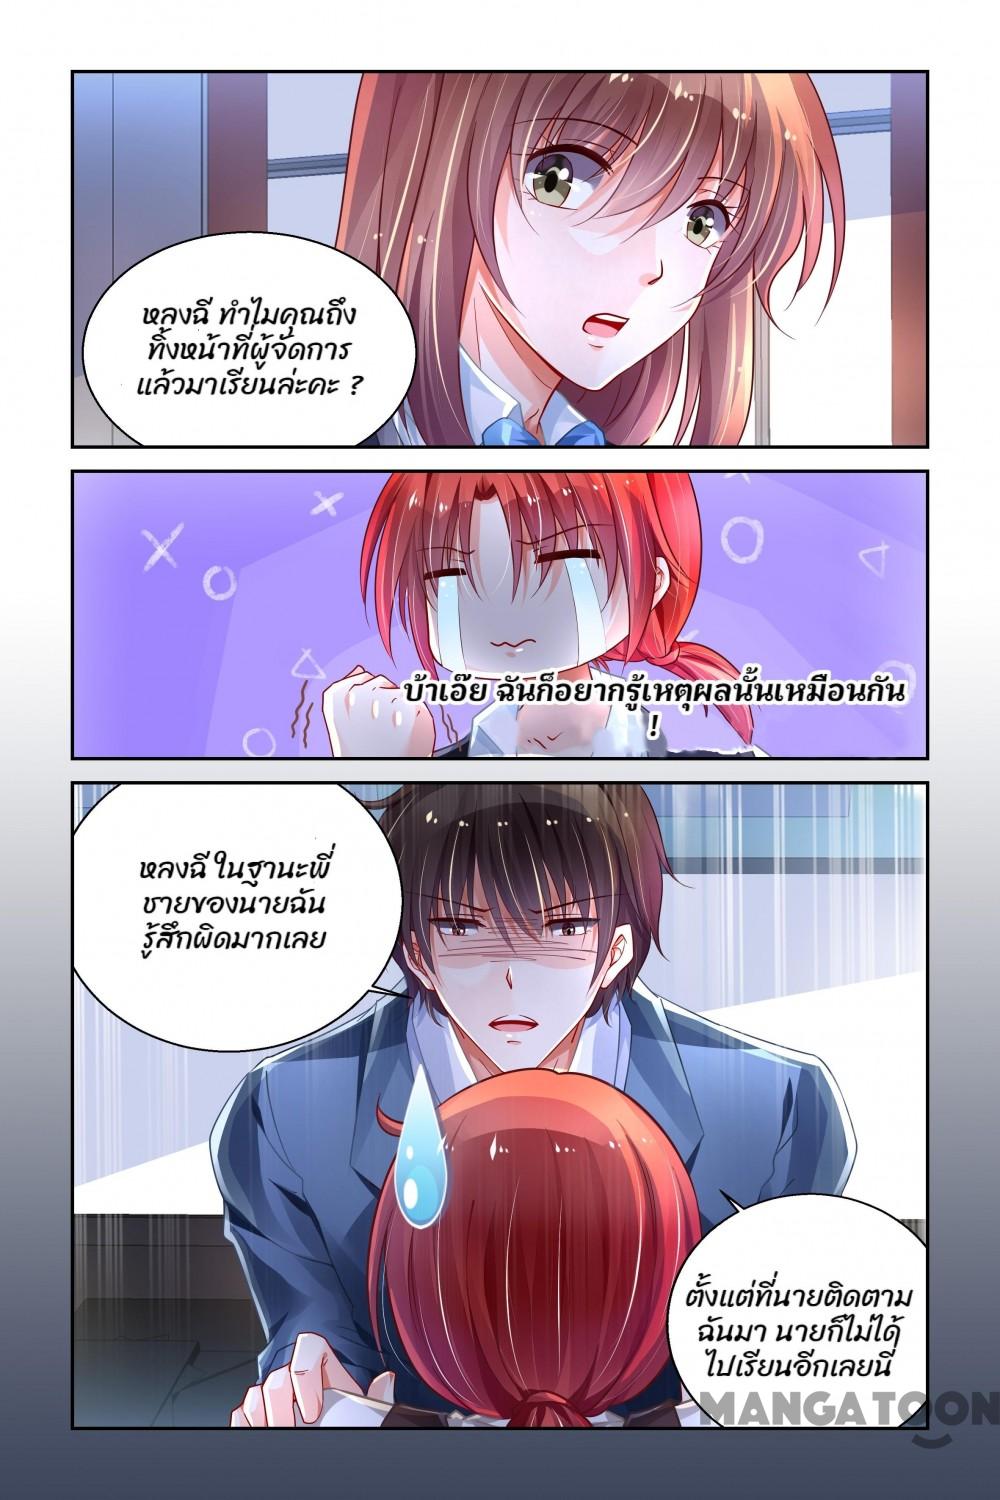 หลงฉี ทำไมคุณถึง
ทิ้งหน้าที่ผู้จัดการ
แล้วมาเรียนล่ะคะ ?
บ้าเอ๊ย ฉันก็อยากรู้เหตุผลนั้นเหมือนกัน
!
หลงฉี ในฐานะพี่
ชายของนายฉัน
รู้สึกผิดมากเลย
ตั้งแต่ที่นายติดตาม
ฉันมา นายก็ไม่ได้
ไปเรียนอีกเลยนี่
MANGATOON